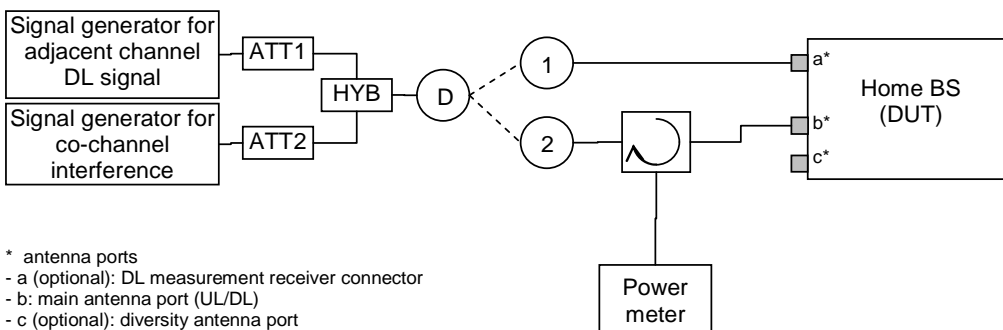 Signal generator for
adjacent channel
DL signal
ATT1
HYB
D
1
2
a*
b*
c*
Home BS
(DUT)
Signal generator for
co-channel
interference
ATT2
Power
meter
* antenna ports
- a (optional): DL measurement receiver connector
- b: main antenna port (UL/DL)
- c (optional): diversity antenna port